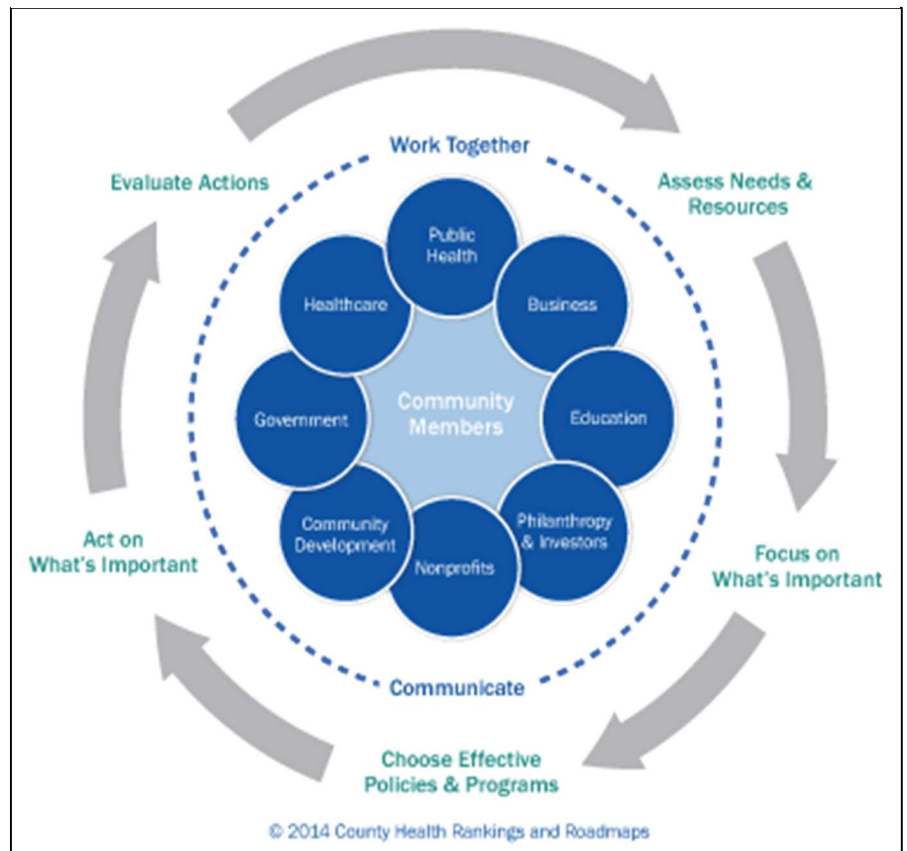 Work Together
Evaluate Actions
Assess Needs &
Resources
Public
Health
Healthcare
Business
Community
Members
Government
Education
Community
Development
Philanthropy
& Investors
Nonprofits
Act on
What's Important
Focus on
What's Important
Communicate
Choose Effective
Policies & Programs
© 2014 County Health Rankings and Roadmaps